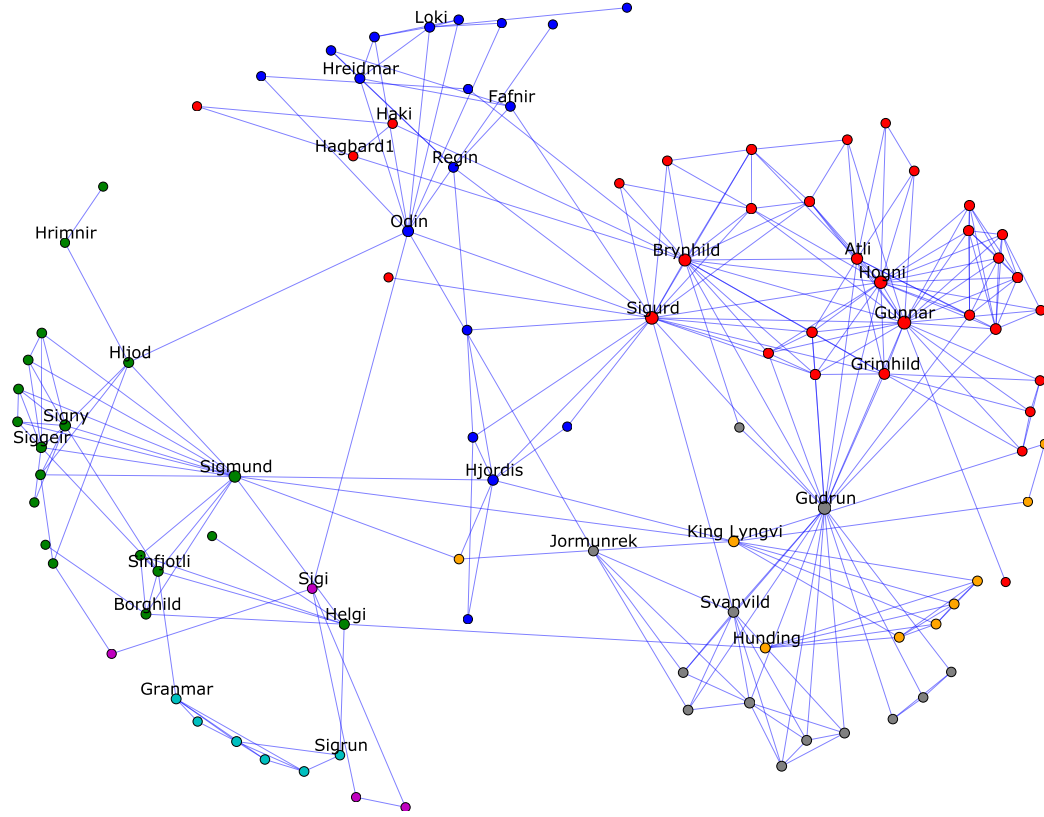 Loki
Hreidmar
Fafnir
Haki
Hagbard1
Regin
Odin
Hrimnir
Brynhild
Atli
Hogni
Sigurd
Gunnar
Hljod
Grimhild
Signy
Siggeir
Sigmund
Hjordis
Gudrun
King Lyngvi
Jormunrek
Sinfjotli
Sigi
Svanvild
Borghild
Helgi
Hunding
Granmar
Sigrun